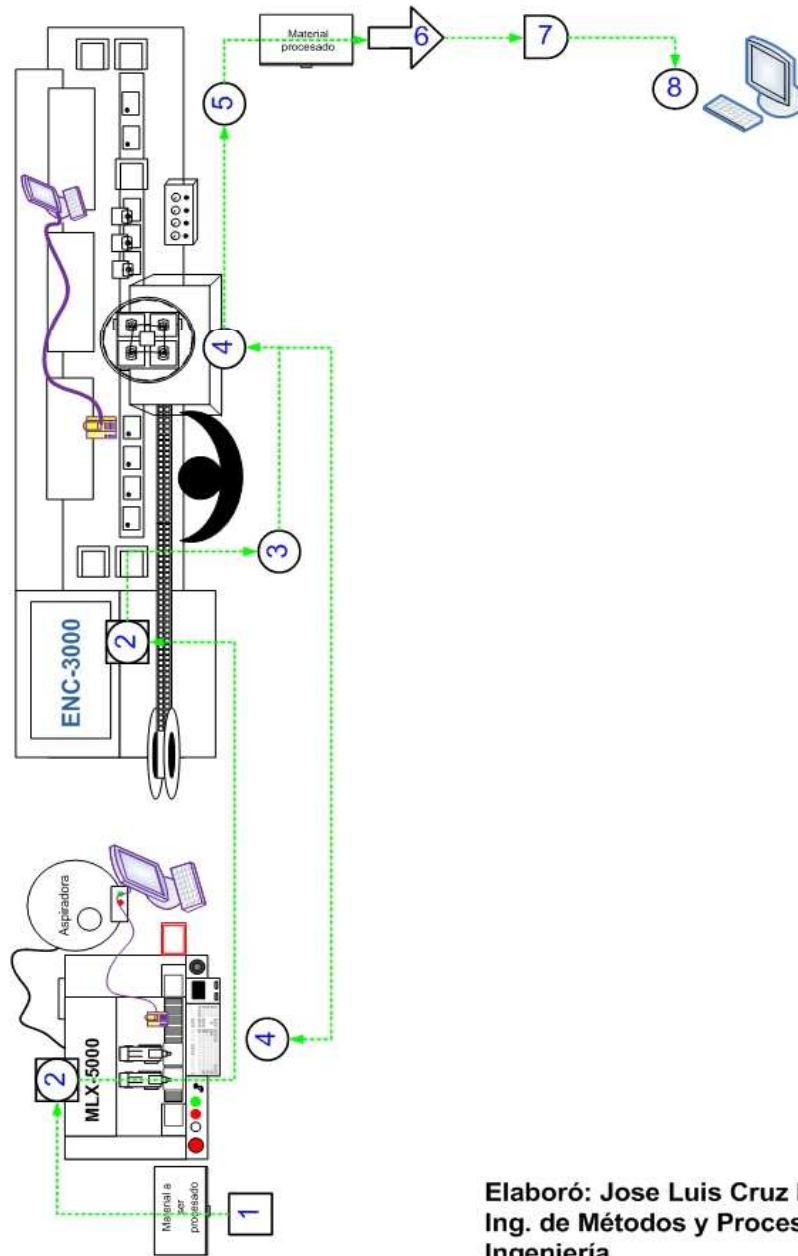 Material
procesado
6
7
8
5
4
3
ENC-3000
2
Aspiradora
MLX-5000
2
4
Material a
ser
procesado
1
Elaboró: Jose Luis Cruz
Ing. de Métodos y Proces
Ingeniería